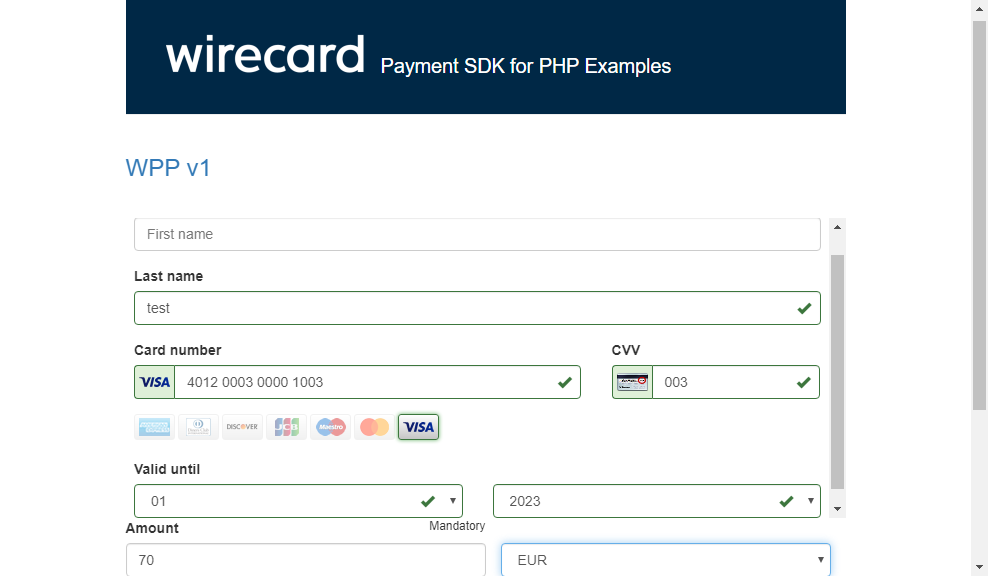 wirecard Payment SDK for PHP Examples
WPP v1
First name
Last name
test
Card number CVV
VISA 4012 0003 0000 1003 003
DISCOVER JCB Maestro VISA
Valid until
01 2023
Amount Mandatory
70 EUR